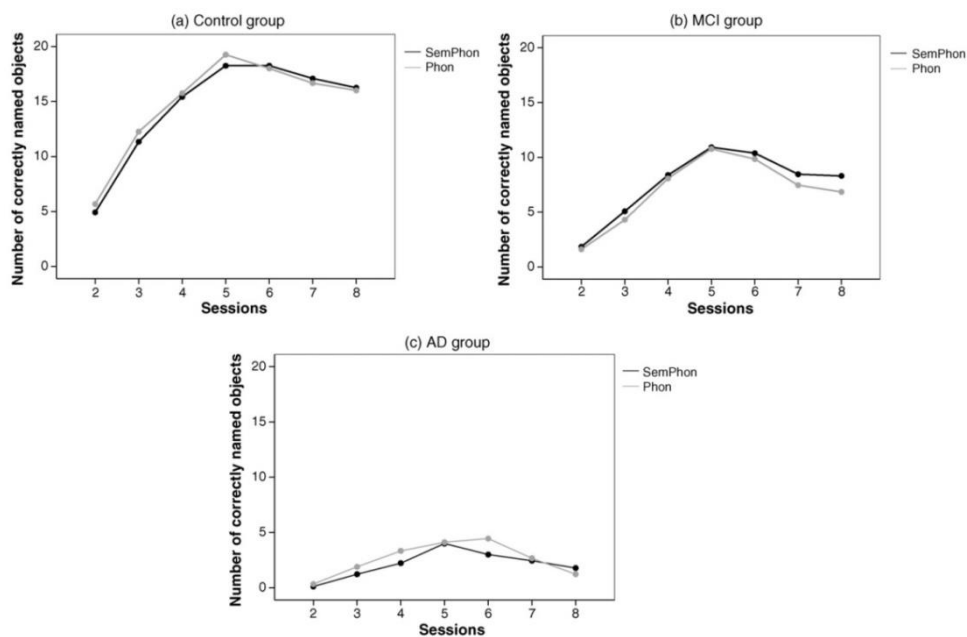 (a) Control group
Number of correctly named objects
20
15
10
5
0
2 3 4 5 6 7 8
Sessions
SemPhon
Phon
(b) MCI group
Number of correctly named objects
20
15
10
5
0
2 3 4 5 6 7 8
Sessions
SemPhon
Phon
(c) AD group
Number of correctly named objects
20
15
10
5
0
2 3 4 5 6 7 8
Sessions
SemPhon
Phon